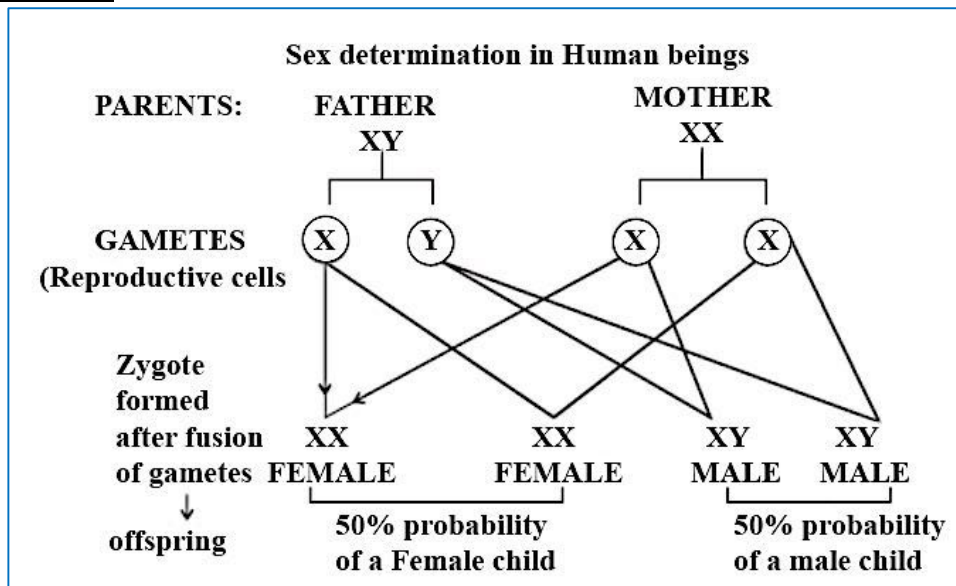 Sex determination in Human beings
PARENTS: FATHER MOTHER
XY XX
GAMETES X Y X X
(Reproductive cells
Zygote
formed
after fusion XX XX XY XY
of gametes FEMALE FEMALE MALE MALE
offspring 50% probability 50% probability
of a Female child of a male child